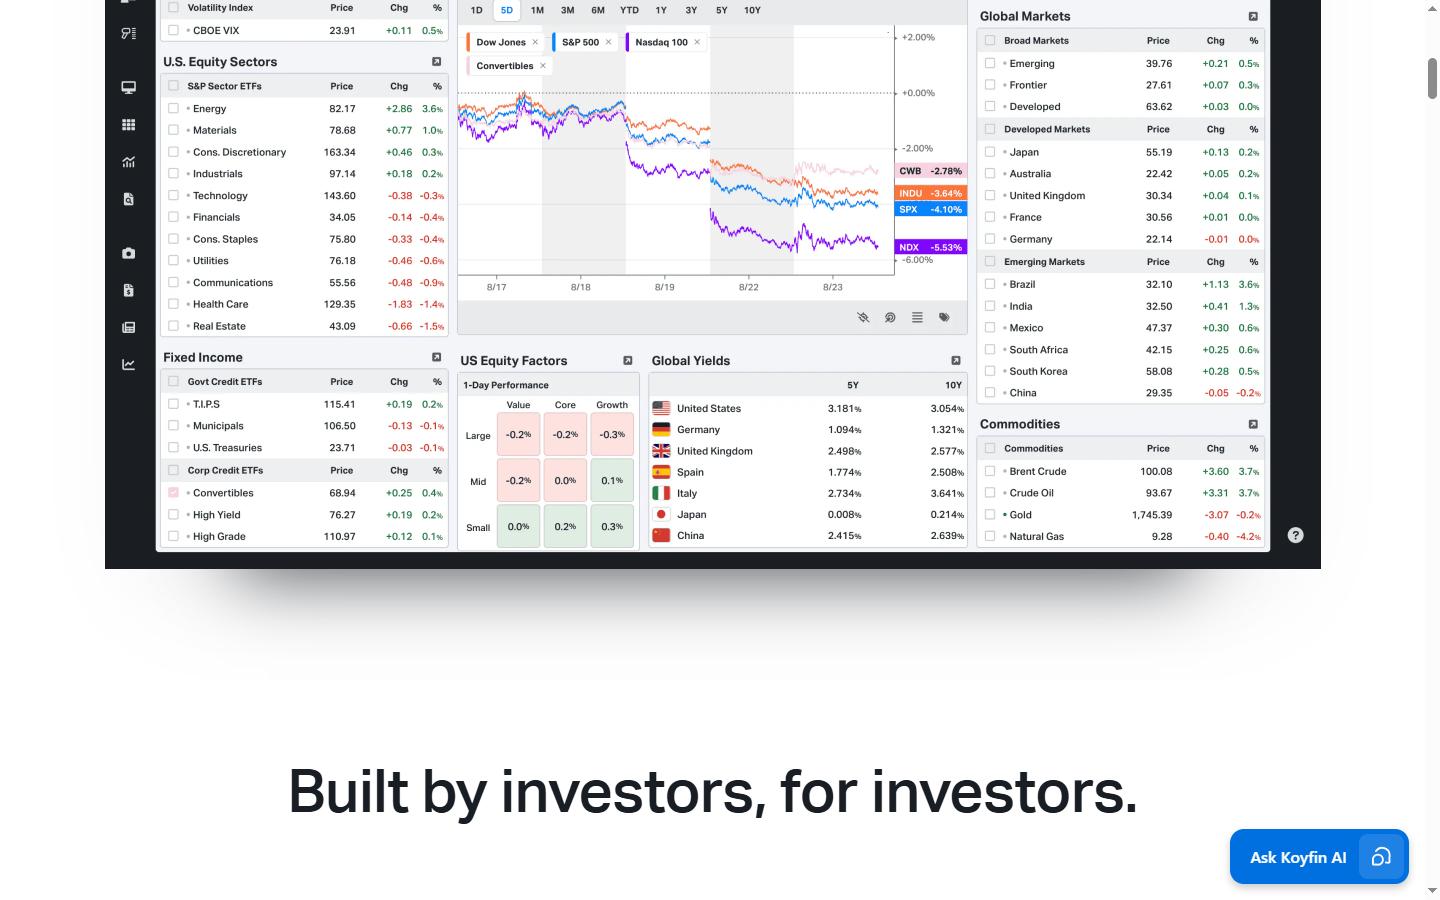 Volatility Index Price Chg %
CBOE VIX 23.91 +0.11 0.5%
U.S. Equity Sectors
S&P Sector ETFs Price Chg %
Energy 82.17 +2.86 3.6%
Materials 78.68 +0.77 1.0%
Cons. Discretionary 163.34 +0.46 0.3%
Industrials 97.14 +0.18 0.2%
Technology 143.60 -0.38 -0.3%
Financials 34.05 -0.14 -0.4%
Cons. Staples 75.80 -0.33 -0.4%
Utilities 76.18 -0.46 -0.6%
Communications 55.56 -0.48 -0.9%
Health Care 129.35 -1.83 -1.4%
Real Estate 43.09 -0.66 -1.5%
Fixed Income
Govt Credit ETFs Price Chg %
T.I.P.S 115.41 +0.19 0.2%
Municipals 106.50 -0.13 -0.1%
U.S. Treasuries 23.71 -0.03 -0.1%
Corp Credit ETFs Price Chg %
Convertibles 68.94 +0.25 0.4%
High Yield 76.27 +0.19 0.2%
High Grade 110.97 +0.12 0.1%
1D 5D 1M 3M 6M YTD 1Y 3Y 5Y 10Y
Dow Jones × S&P 500 × Nasdaq 100 ×
Convertibles ×
+2.00%
+0.00%
-2.00%
CWB -2.78%
INDU -3.64%
SPX -4.10%
NDX -5.53%
-6.00%
8/17 8/18 8/19 8/22 8/23
US Equity Factors
1-Day Performance
Value Core Growth
Large -0.2% -0.2% -0.3%
Mid -0.2% 0.0% 0.1%
Small 0.0% 0.2% 0.3%
Global Yields
5Y 10Y
United States 3.181% 3.054%
Germany 1.094% 1.321%
United Kingdom 2.498% 2.577%
Spain 1.774% 2.508%
Italy 2.734% 3.641%
Japan 0.008% 0.214%
China 2.415% 2.639%
Global Markets
Broad Markets Price Chg %
Emerging 39.76 +0.21 0.5%
Frontier 27.61 +0.07 0.3%
Developed 63.62 +0.03 0.0%
Developed Markets Price Chg %
Japan 55.19 +0.13 0.2%
Australia 22.42 +0.05 0.2%
United Kingdom 30.34 +0.04 0.1%
France 30.56 +0.01 0.0%
Germany 22.14 -0.01 0.0%
Emerging Markets Price Chg %
Brazil 32.10 +1.13 3.6%
India 32.50 +0.41 1.3%
Mexico 47.37 +0.30 0.6%
South Africa 42.15 +0.25 0.6%
South Korea 58.08 +0.28 0.5%
China 29.35 -0.05 -0.2%
Commodities
Commodities Price Chg %
Brent Crude 100.08 +3.60 3.7%
Crude Oil 93.67 +3.31 3.7%
Gold 1,745.39 -3.07 -0.2%
Natural Gas 9.28 -0.40 -4.2%
?
Built by investors, for investors.
Ask Koyfin AI